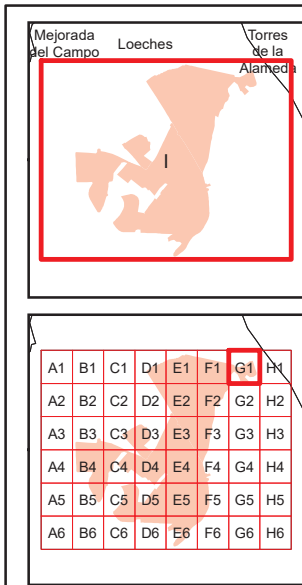 Mejorada
del Campo
Loeches
Torres
de la
Alameda
I
A1 B1 C1 D1 E1 F1 G1 H1
A2 B2 C2 D2 E2 F2 G2 H2
A3 B3 C3 D3 E3 F3 G3 H3
A4 B4 C4 D4 E4 F4 G4 H4
A5 B5 C5 D5 E5 F5 G5 H5
A6 B6 C6 D6 E6 F6 G6 H6